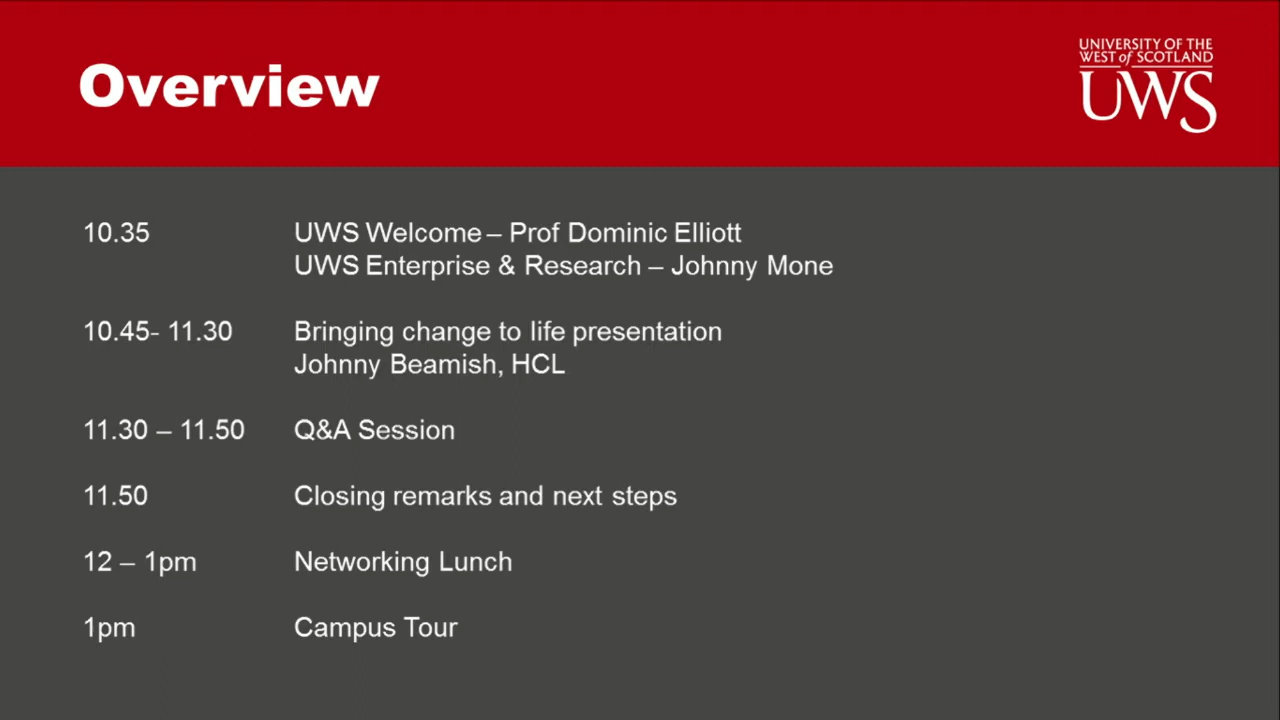 Overview
UNIVERSITY OF THE
WEST of SCOTLAND
UWS
10.35 UWS Welcome – Prof Dominic Elliott
UWS Enterprise & Research – Johnny Mone
10.45- 11.30 Bringing change to life presentation
Johnny Beamish, HCL
11.30 – 11.50 Q&A Session
11.50 Closing remarks and next steps
12 – 1pm Networking Lunch
1pm Campus Tour